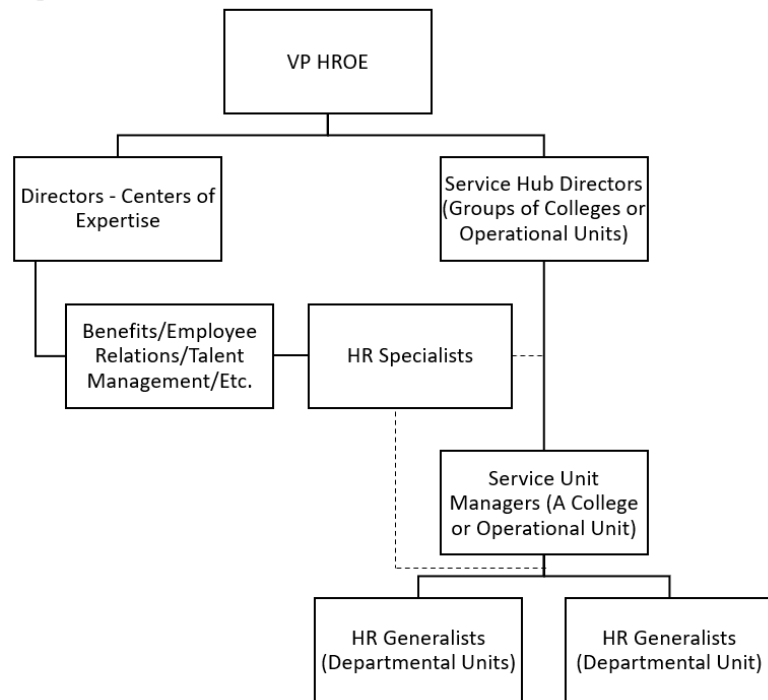 VP HROE
Directors - Centers of
Expertise
Service Hub Directors
(Groups of Colleges or
Operational Units)
Benefits/Employee
Relations/Talent
Management/Etc.
HR Specialists
Service Unit
Managers (A College
or Operational Unit)
HR Generalists
(Departmental Units)
HR Generalists
(Departmental Unit)